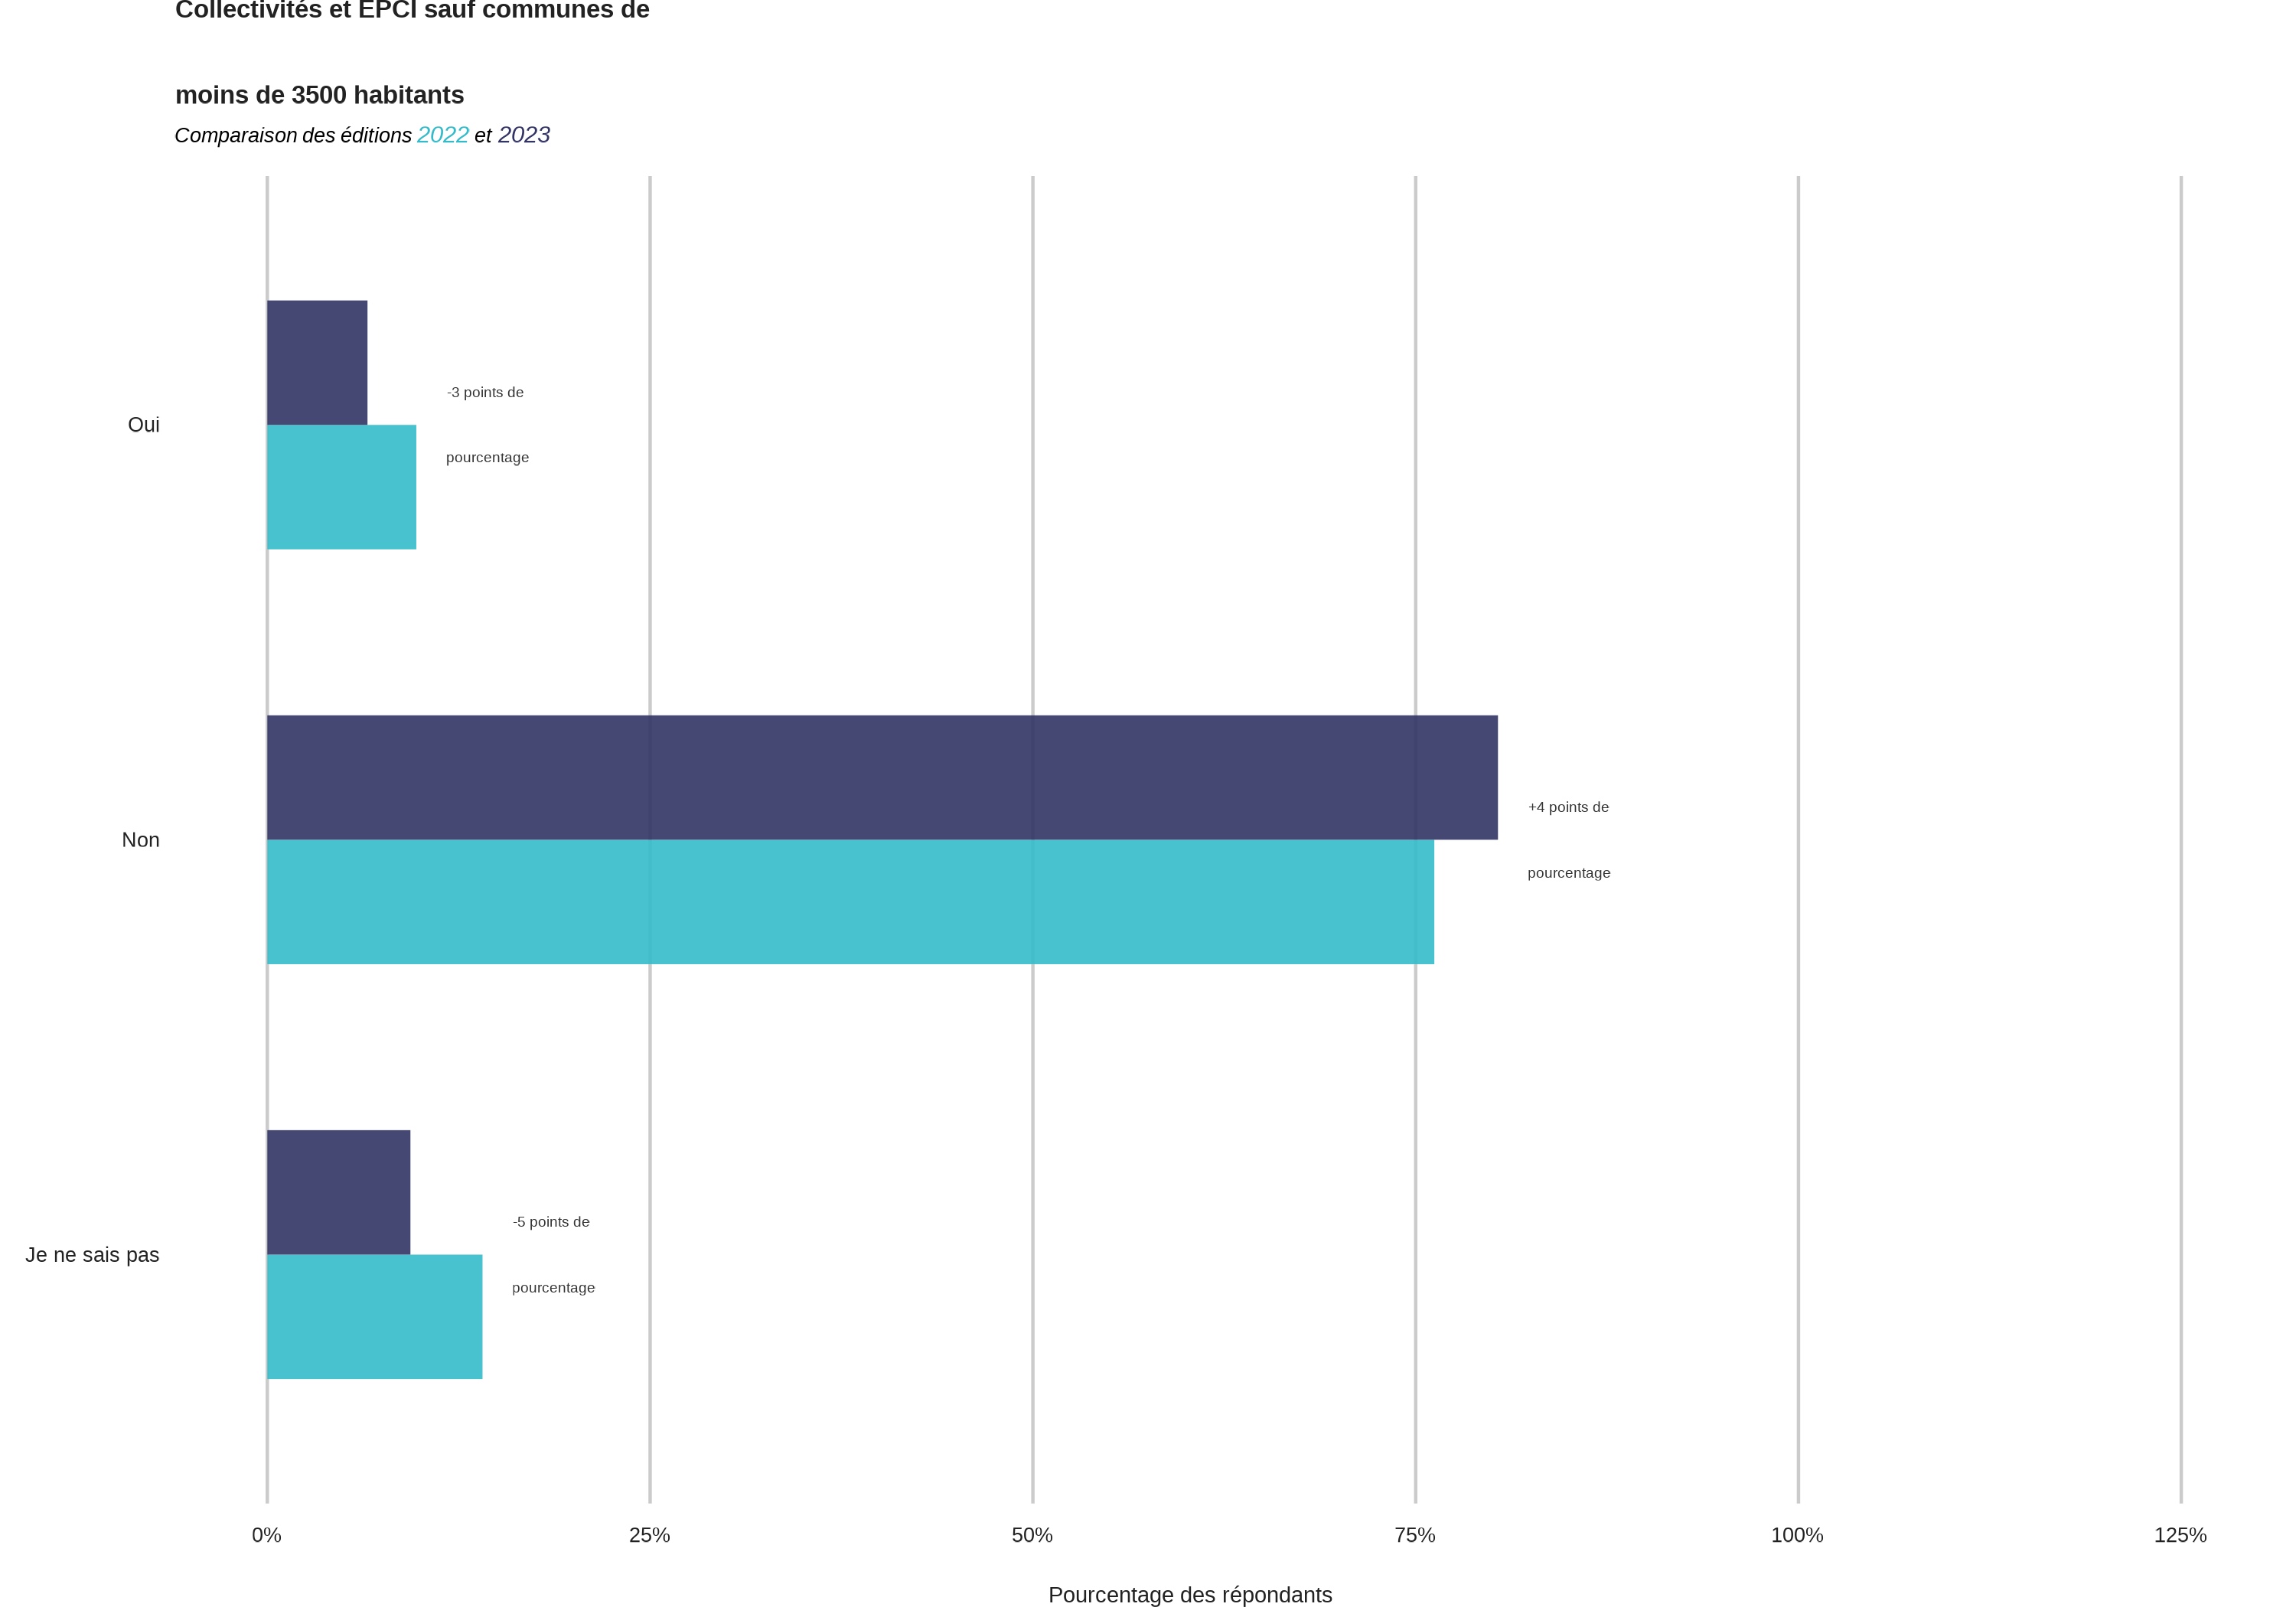 Collectivités et EPCI sauf communes de
moins de 3500 habitants
Comparaison des éditions 2022 et 2023
-3 points de
Oui
pourcentage
+4 points de
Non
pourcentage
-5 points de
Je ne sais pas
pourcentage
0% 25% 50% 75% 100% 125%
Pourcentage des répondants